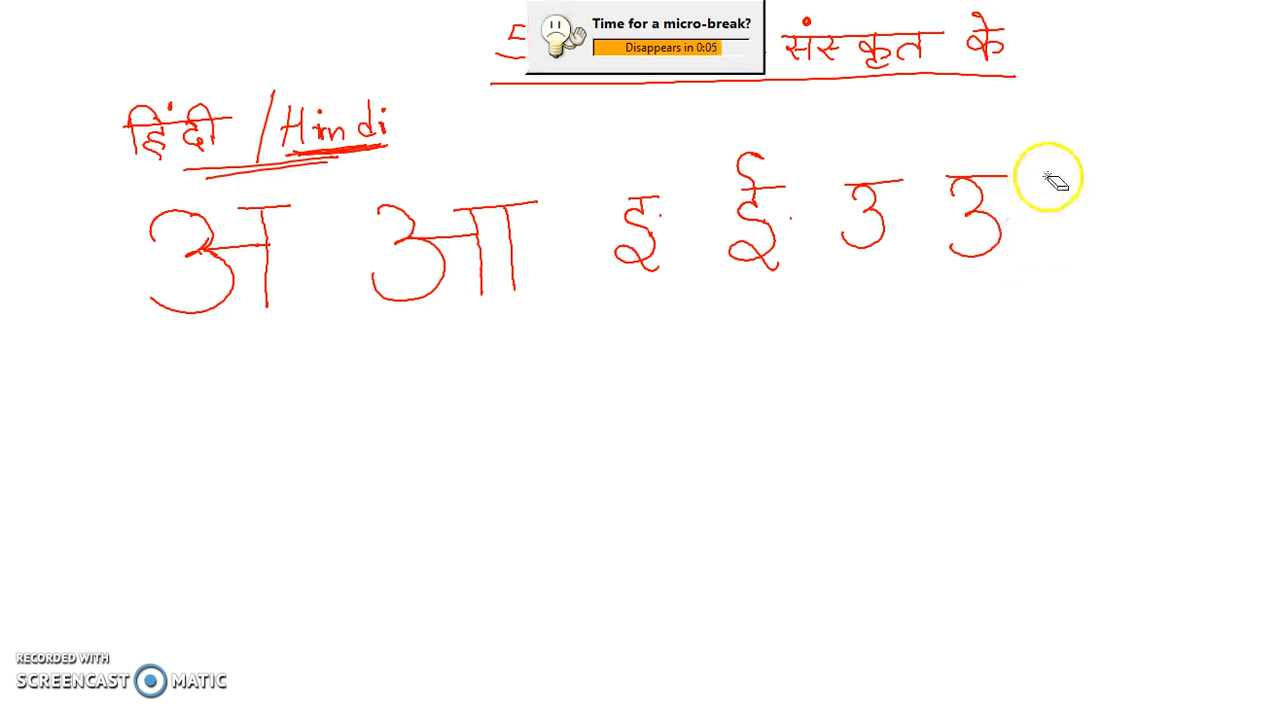 Time for a micro-break?
Disappears in 0:05
संस्कृत के
हिंदी / Hindi
अ आ इ ई उ उ
RECORDED WITH
SCREENCAST MATIC